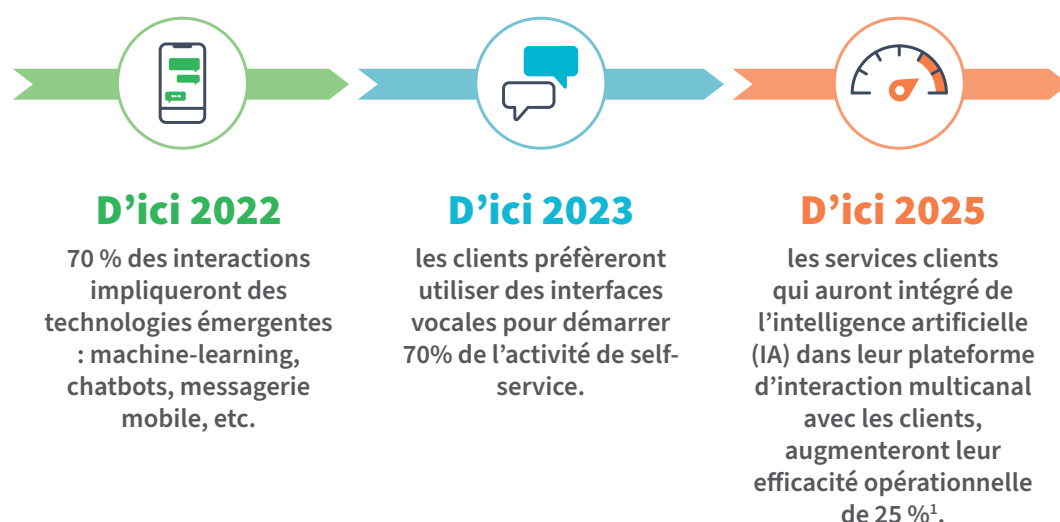 D’ici 2022
70 % des interactions
impliqueront des
technologies émergentes
: machine-learning,
chatbots, messagerie
mobile, etc.
D’ici 2023
les clients préfèreront
utiliser des interfaces
vocales pour démarrer
70% de l’activité de self-
service.
D’ici 2025
les services clients
qui auront intégré de
l’intelligence artificielle
(IA) dans leur plateforme
d’interaction multicanal
avec les clients,
augmenteront leur
efficacité opérationnelle
de 25 %¹.